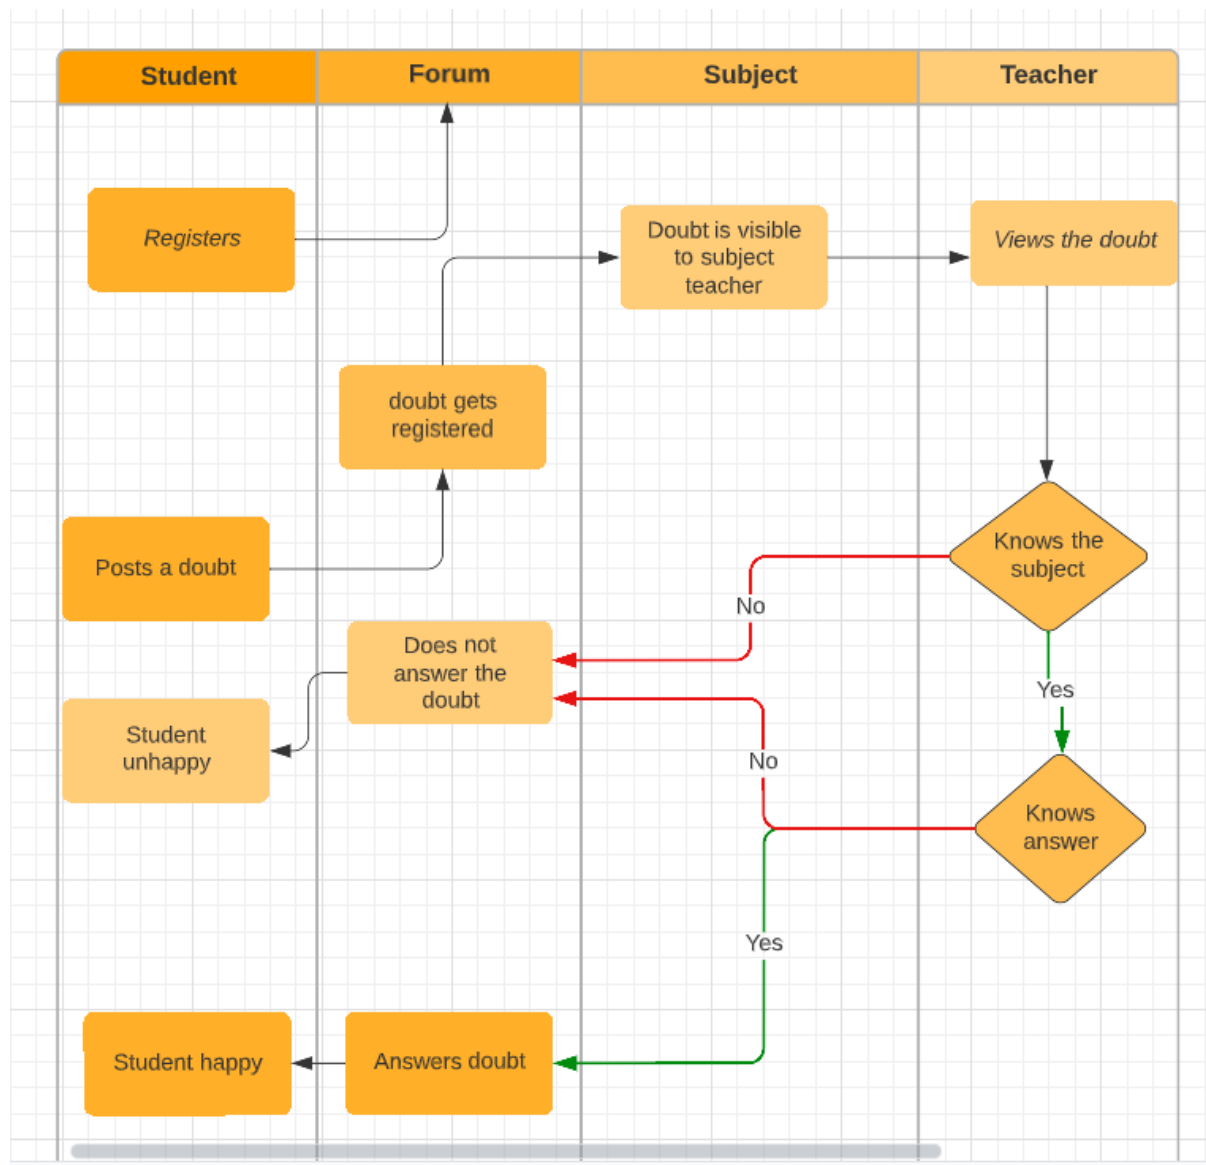 Student
Forum
Subject
Teacher
Registers
Doubt is visible
to subject
teacher
Views the doubt
doubt gets
registered
Posts a doubt
Knows the
subject
No
Does not
answer the
doubt
Yes
Student
unhappy
No
Knows
answer
Yes
Student happy
Answers doubt